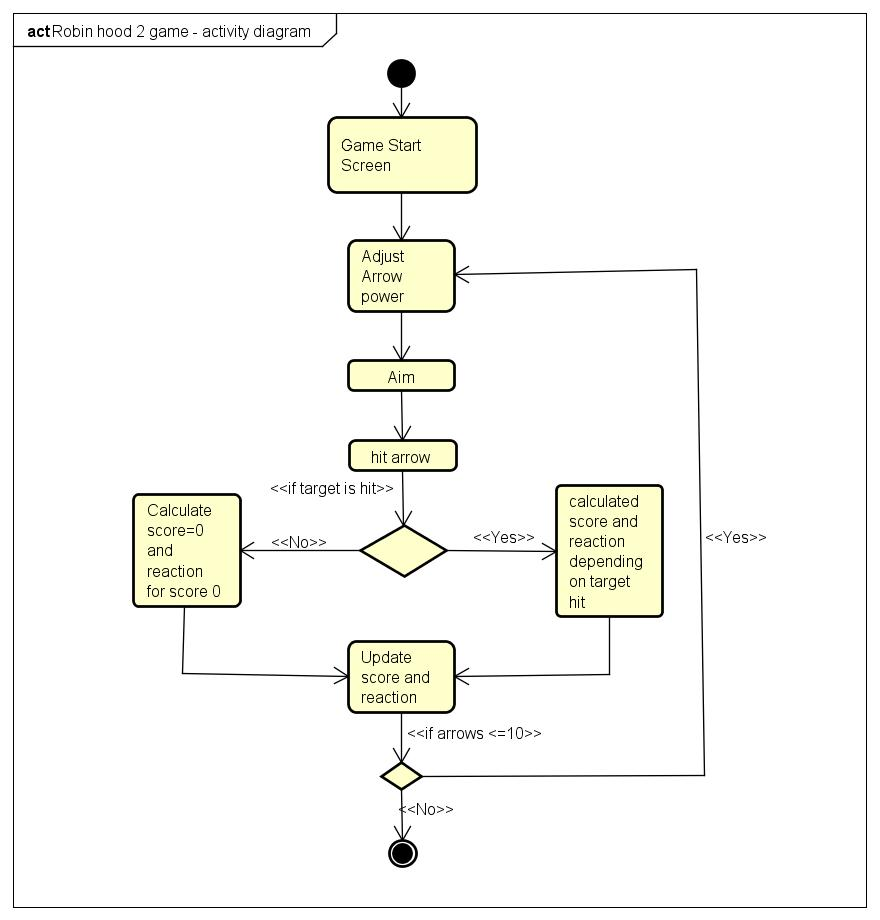 act Robin hood 2 game - activity diagram
Game Start
Screen
Adjust
Arrow
power
Aim
hit arrow
<<if target is hit>>
<<No>>
<<Yes>>
Calculate
score=0
and
reaction
for score 0
calculated
score and
reaction
depending
on target
hit
<<Yes>>
Update
score and
reaction
<<if arrows <=10>>
<<No>>